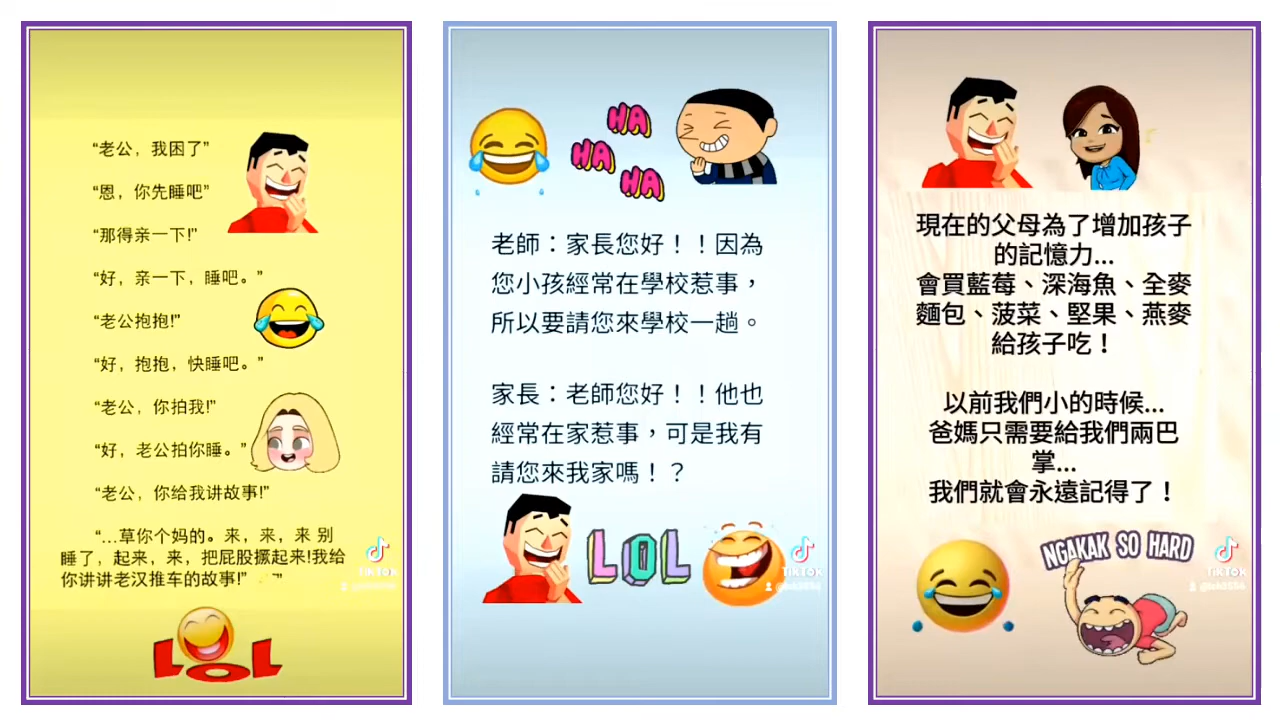 “老公，我困了”
“恩，你先睡吧”
“那得亲一下!”
“好，亲一下，睡吧。”
“老公抱抱!”
“好，抱抱，快睡吧。”
“老公，你拍我!”
“好，老公拍你睡。”
“老公，你给我讲故事!”
“...草你个妈的。来，来，来 别
睡了，起来，来，把屁股撅起来!我给
你讲讲老汉推车的故事!”
TikTok
LOL
HA
HA
HA
老師：家長您好！！因為
您小孩經常在學校惹事，
所以要請您來學校一趟。
家長：老師您好！！他也
經常在家惹事，可是我有
請您來我家嗎！？
LOL
TikTok
現在的父母為了增加孩子
的記憶力...
會買藍莓、深海魚、全麥
麵包、菠菜、堅果、燕麥
給孩子吃！
以前我們小的時候...
爸媽只需要給我們兩巴
掌...
我們就會永遠記得了！
NGAKAK SO HARD
TikTok